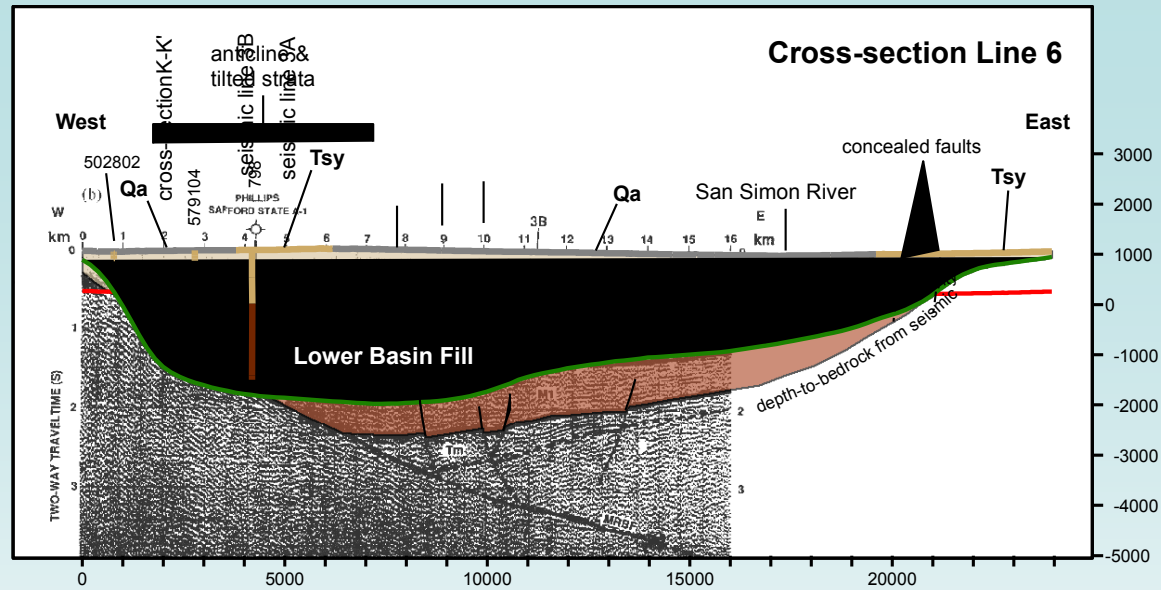 Cross-section Line 6
anticline &
tilted strata
cross-sectionK-K'
seismic line 3B
seismic line 3A
West
East
concealed faults
502802
579104
798
(b)
Qa
Tsy
PHILLIPS
SAFFORD STATE A-1
Qa
San Simon River
Tsy
W
km
0 1 2 3 4 5 6 7 8 9 10 11 12 13 14 15 16
3B
E
km
3000
2000
1000
0
-1000
-2000
-3000
-4000
-5000
0
1
2
3
TWO-WAY TRAVELTIME (S)
Lower Basin Fill
depth-to-bedrock from seismic
M1
Tm
2
3
0 5000 10000 15000 20000